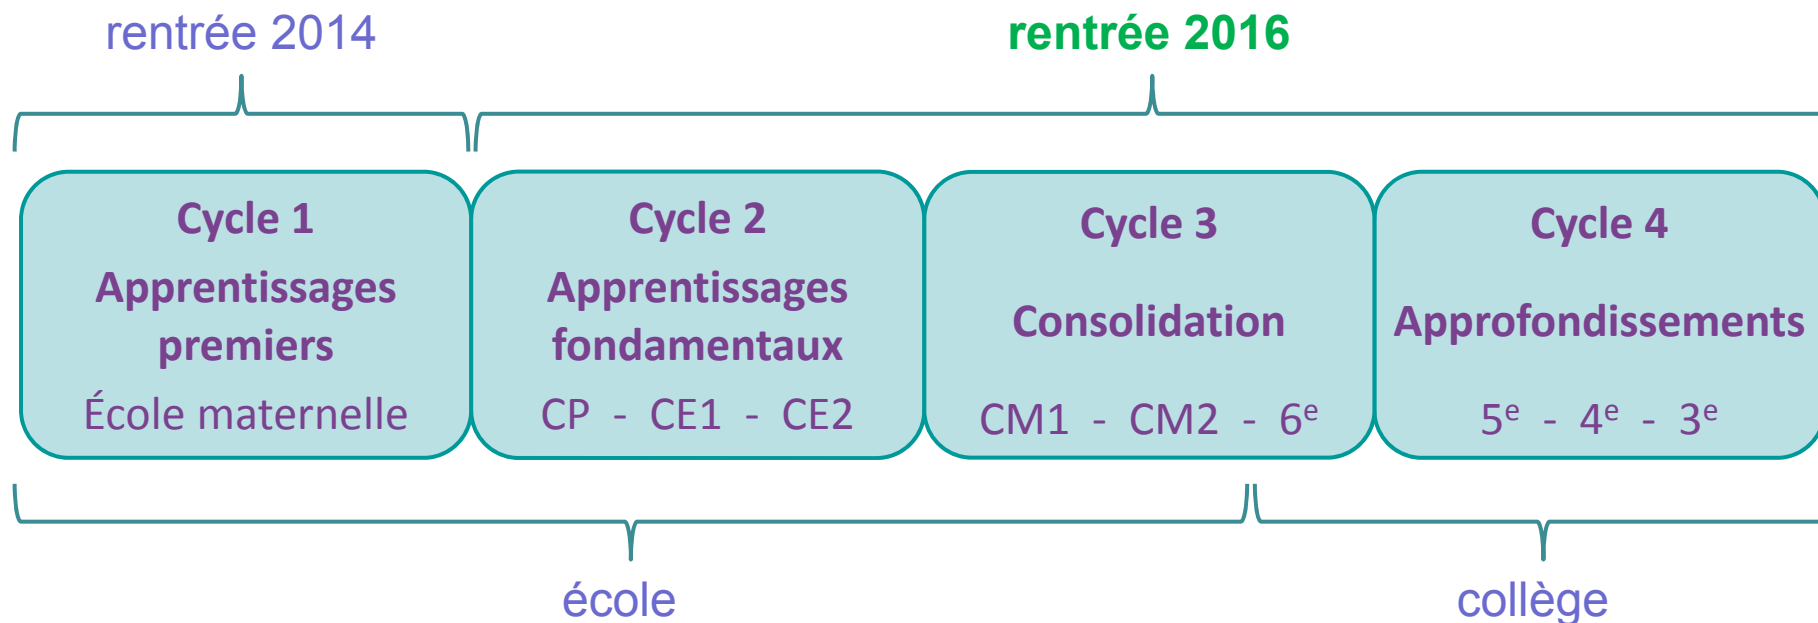 rentrée 2014
rentrée 2016
Cycle 1
Apprentissages
premiers
École maternelle
Cycle 2
Apprentissages
fondamentaux
CP - CE1 - CE2
Cycle 3
Consolidation
CM1 - CM2 - 6e
Cycle 4
Approfondissements
5e - 4e - 3e
école
collège